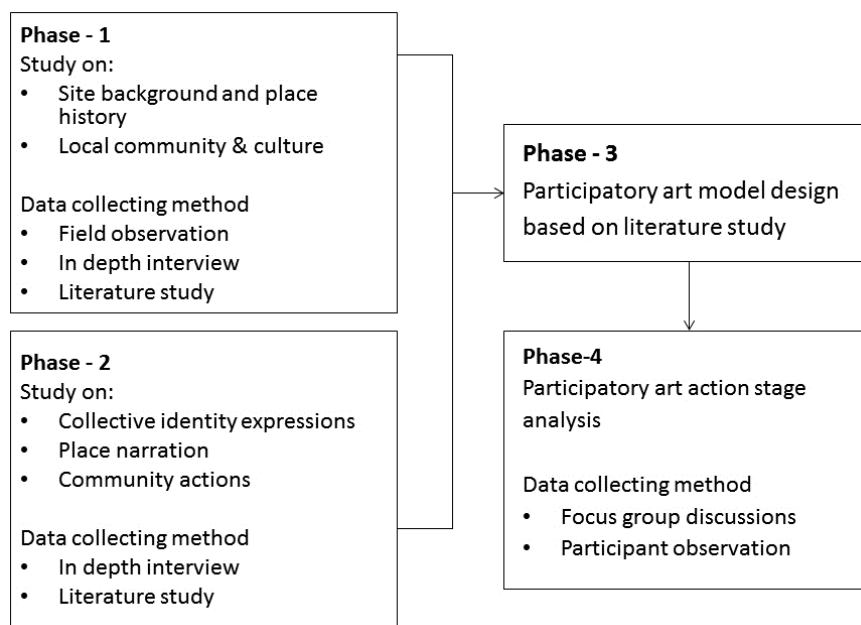 Phase - 1
Study on:
• Site background and place
history
• Local community & culture
Data collecting method
• Field observation
• In depth interview
• Literature study
Phase - 2
Study on:
• Collective identity expressions
• Place narration
• Community actions
Data collecting method
• In depth interview
• Literature study
Phase - 3
Participatory art model design
based on literature study
Phase-4
Participatory art action stage
analysis
Data collecting method
• Focus group discussions
• Participant observation